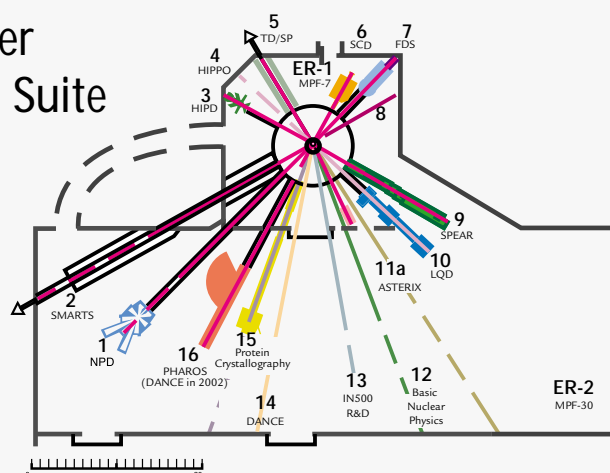 er
Suite
5
TD/SP
6
SCD
7
FDS
4
HIPPO
ER-1
MPF-7
3
HIPD
8
9
SPEAR
10
LQD
11a
ASTERIX
2
SMARTS
1
NPD
16
PHAROS
(DANCE in 2002)
15
Protein
Crystallography
14
DANCE
13
IN500
R&D
12
Basic
Nuclear
Physics
ER-2
MPF-30